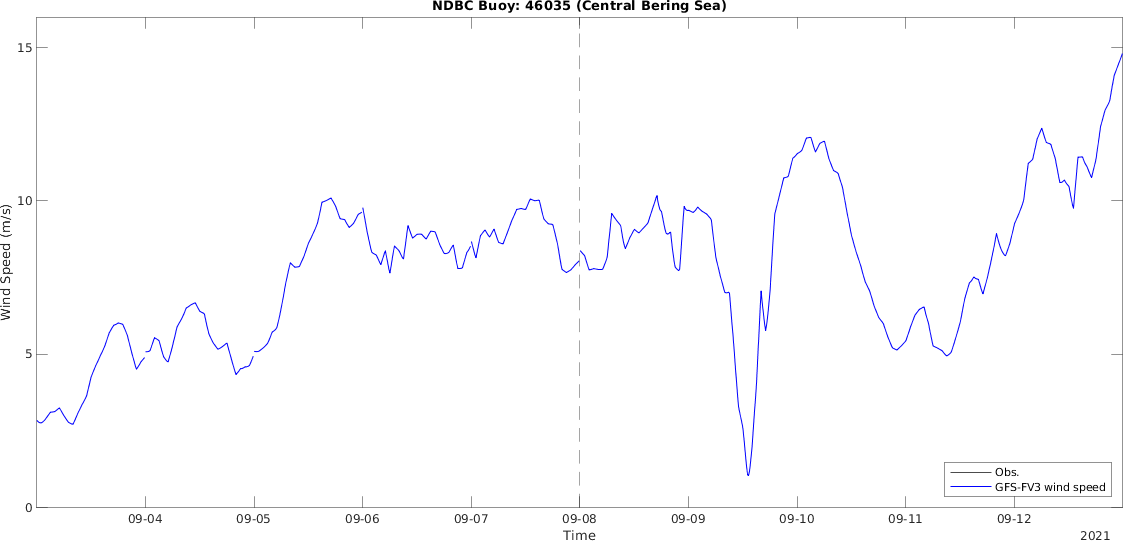 NDBC Buoy: 46035 (Central Bering Sea)
15
10
5
0
Wind Speed (m/s)
Obs.
GFS-FV3 wind speed
09-04 09-05 09-06 09-07 09-08 09-09 09-10 09-11 09-12
Time
2021